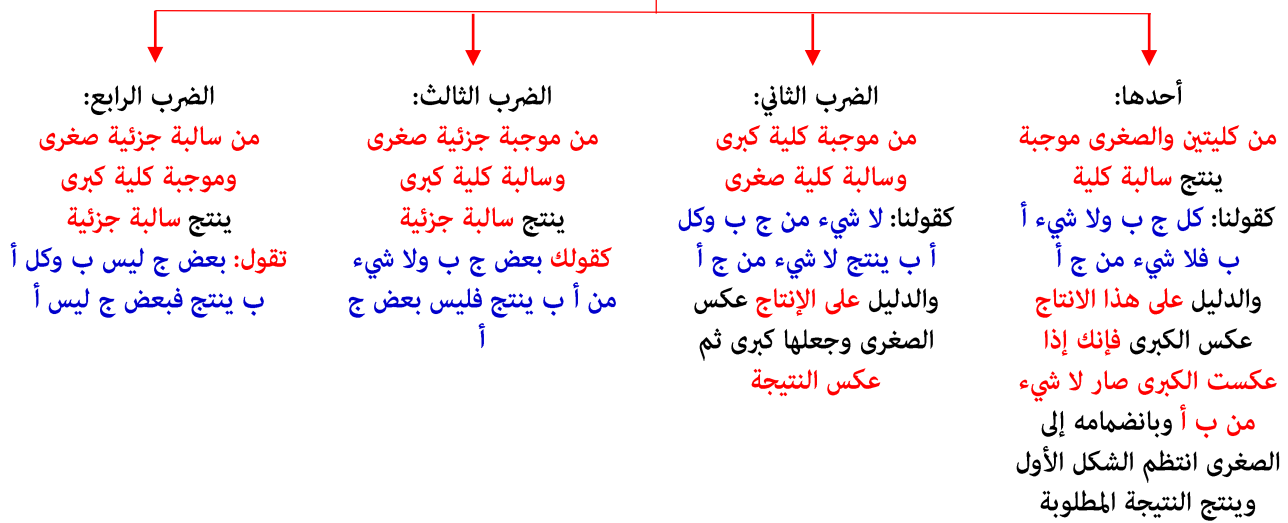 أحدها:
من كليتين والصغرى موجبة
ينتج سالبة كلية
كقولنا: كل ج ب ولا شيء أ
ب فلا شيء من ج أ
والدليل على هذا الانتاج
عكس الكبرى فإنك إذا
عكست الكبرى صار لا شيء
من ب أ وبانضمامه إلى
الصغرى انتظم الشكل الأول
وينتج النتيجة المطلوبة
الضرب الثاني:
من موجبة كلية كبرى
وسالبة كلية صغرى
كقولنا: لا شيء من ج ب وكل
أ ب ينتج لا شيء من ج أ
والدليل على الإنتاج عكس
الصغرى وجعلها كبرى ثم
عكس النتيجة
الضرب الثالث:
من موجبة جزئية صغرى
وسالبة كلية كبرى
ينتج سالبة جزئية
كقولك بعض ج ب ولا شيء
من أ ب ينتج فليس بعض ج
أ
الضرب الرابع:
من سالبة جزئية صغرى
وموجبة كلية كبرى
ينتج سالبة جزئية
تقول: بعض ج ليس ب وكل أ
ب ينتج فبعض ج ليس أ